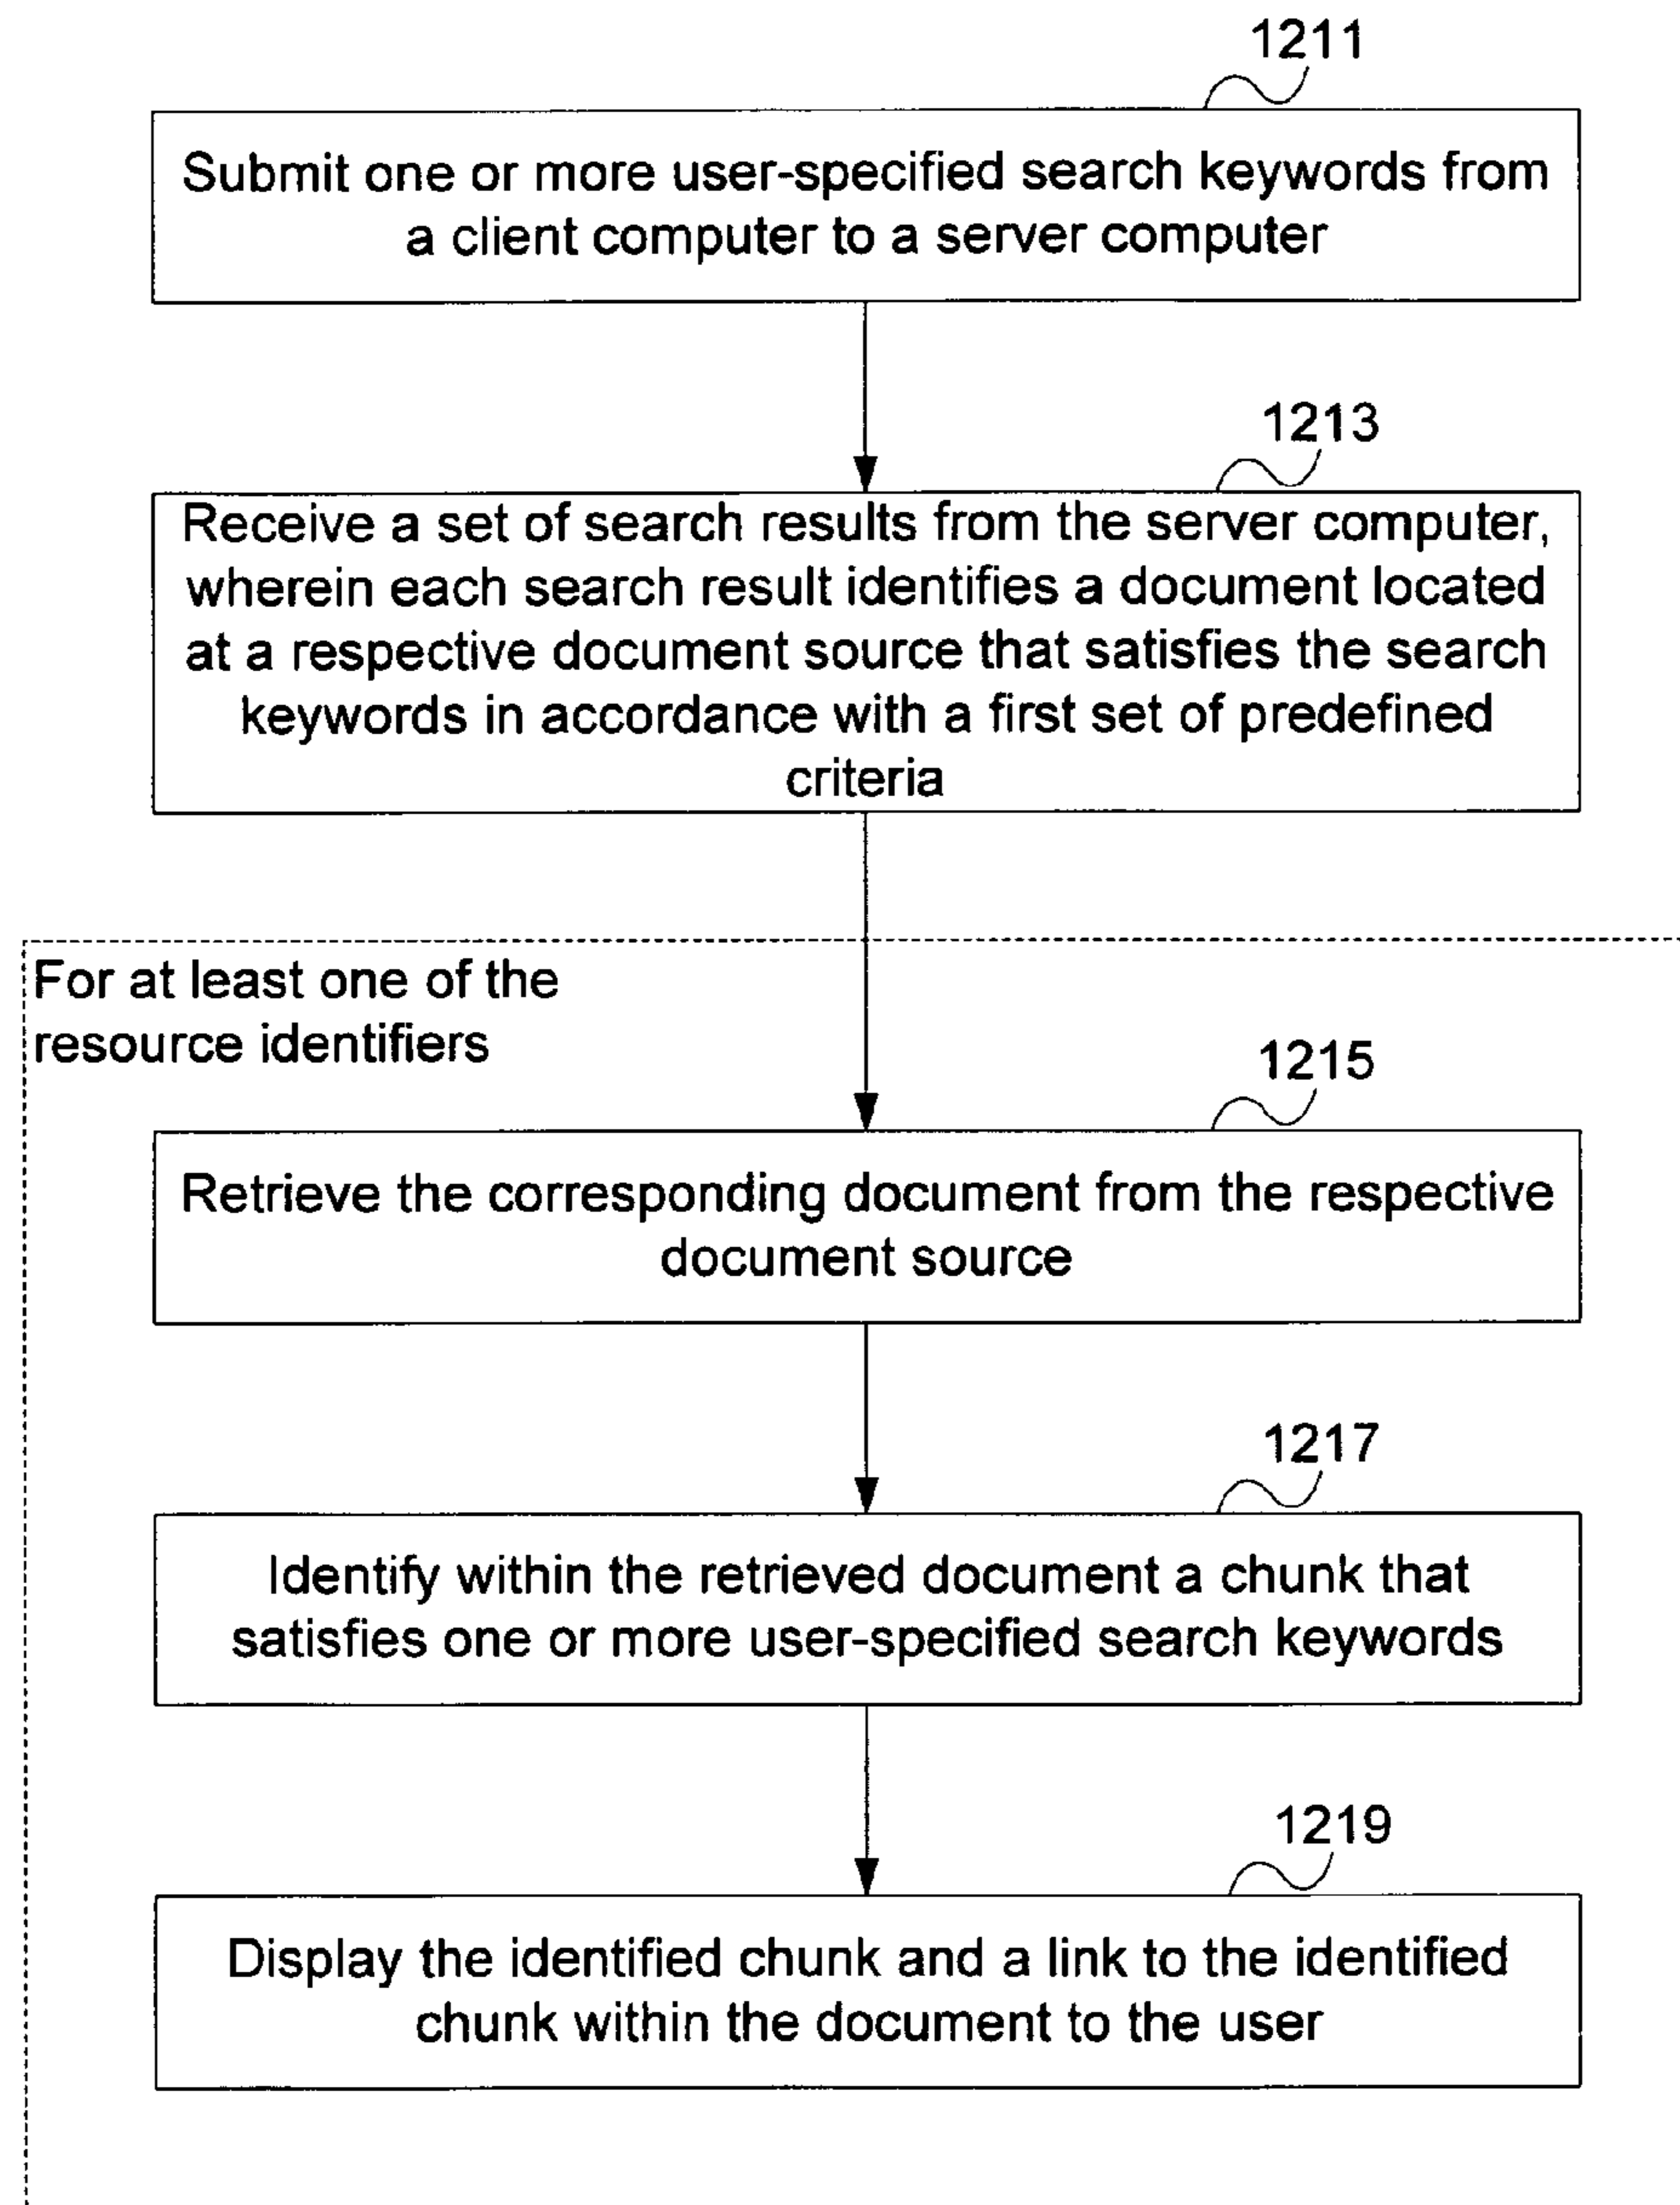 1211
Submit one or more user-specified search keywords from
a client computer to a server computer
1213
Receive a set of search results from the server computer,
wherein each search result identifies a document located
at a respective document source that satisfies the search
keywords in accordance with a first set of predefined
criteria
For at least one of the
resource identifiers
1215
Retrieve the corresponding document from the respective
document source
1217
Identify within the retrieved document a chunk that
satisfies one or more user-specified search keywords
1219
Display the identified chunk and a link to the identified
chunk within the document to the user